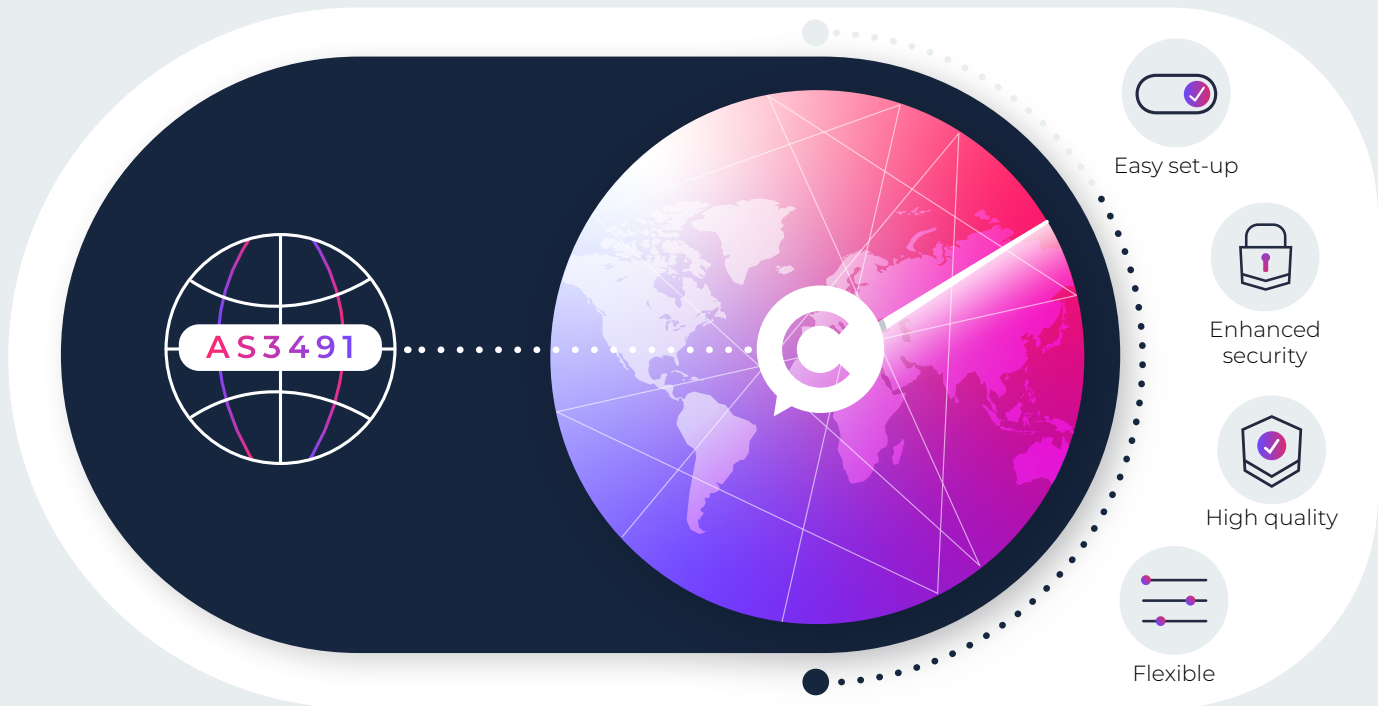 AS3491
Easy set-up
Enhanced
security
High quality
Flexible